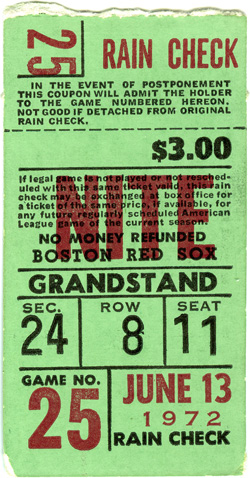 25
RAIN CHECK
IN THE EVENT OF POSTPONEMENT
THIS COUPON WILL ADMIT THE HOLDER
TO THE GAME NUMBERED HEREON.
NOT GOOD IF DETACHED FROM ORIGINAL
RAIN CHECK.
$3.00
NITE
If legal game is not played or not resched-
uled with this same ticket valid, this rain
check may be exchanged at box office for
a ticket of the same price, if available, for
any future regularly scheduled American
League game of the current season.
NO MONEY REFUNDED
BOSTON RED SOX
GRANDSTAND
SEC. ROW SEAT
24 8 11
GAME NO.
25
JUNE 13
1972
RAIN CHECK